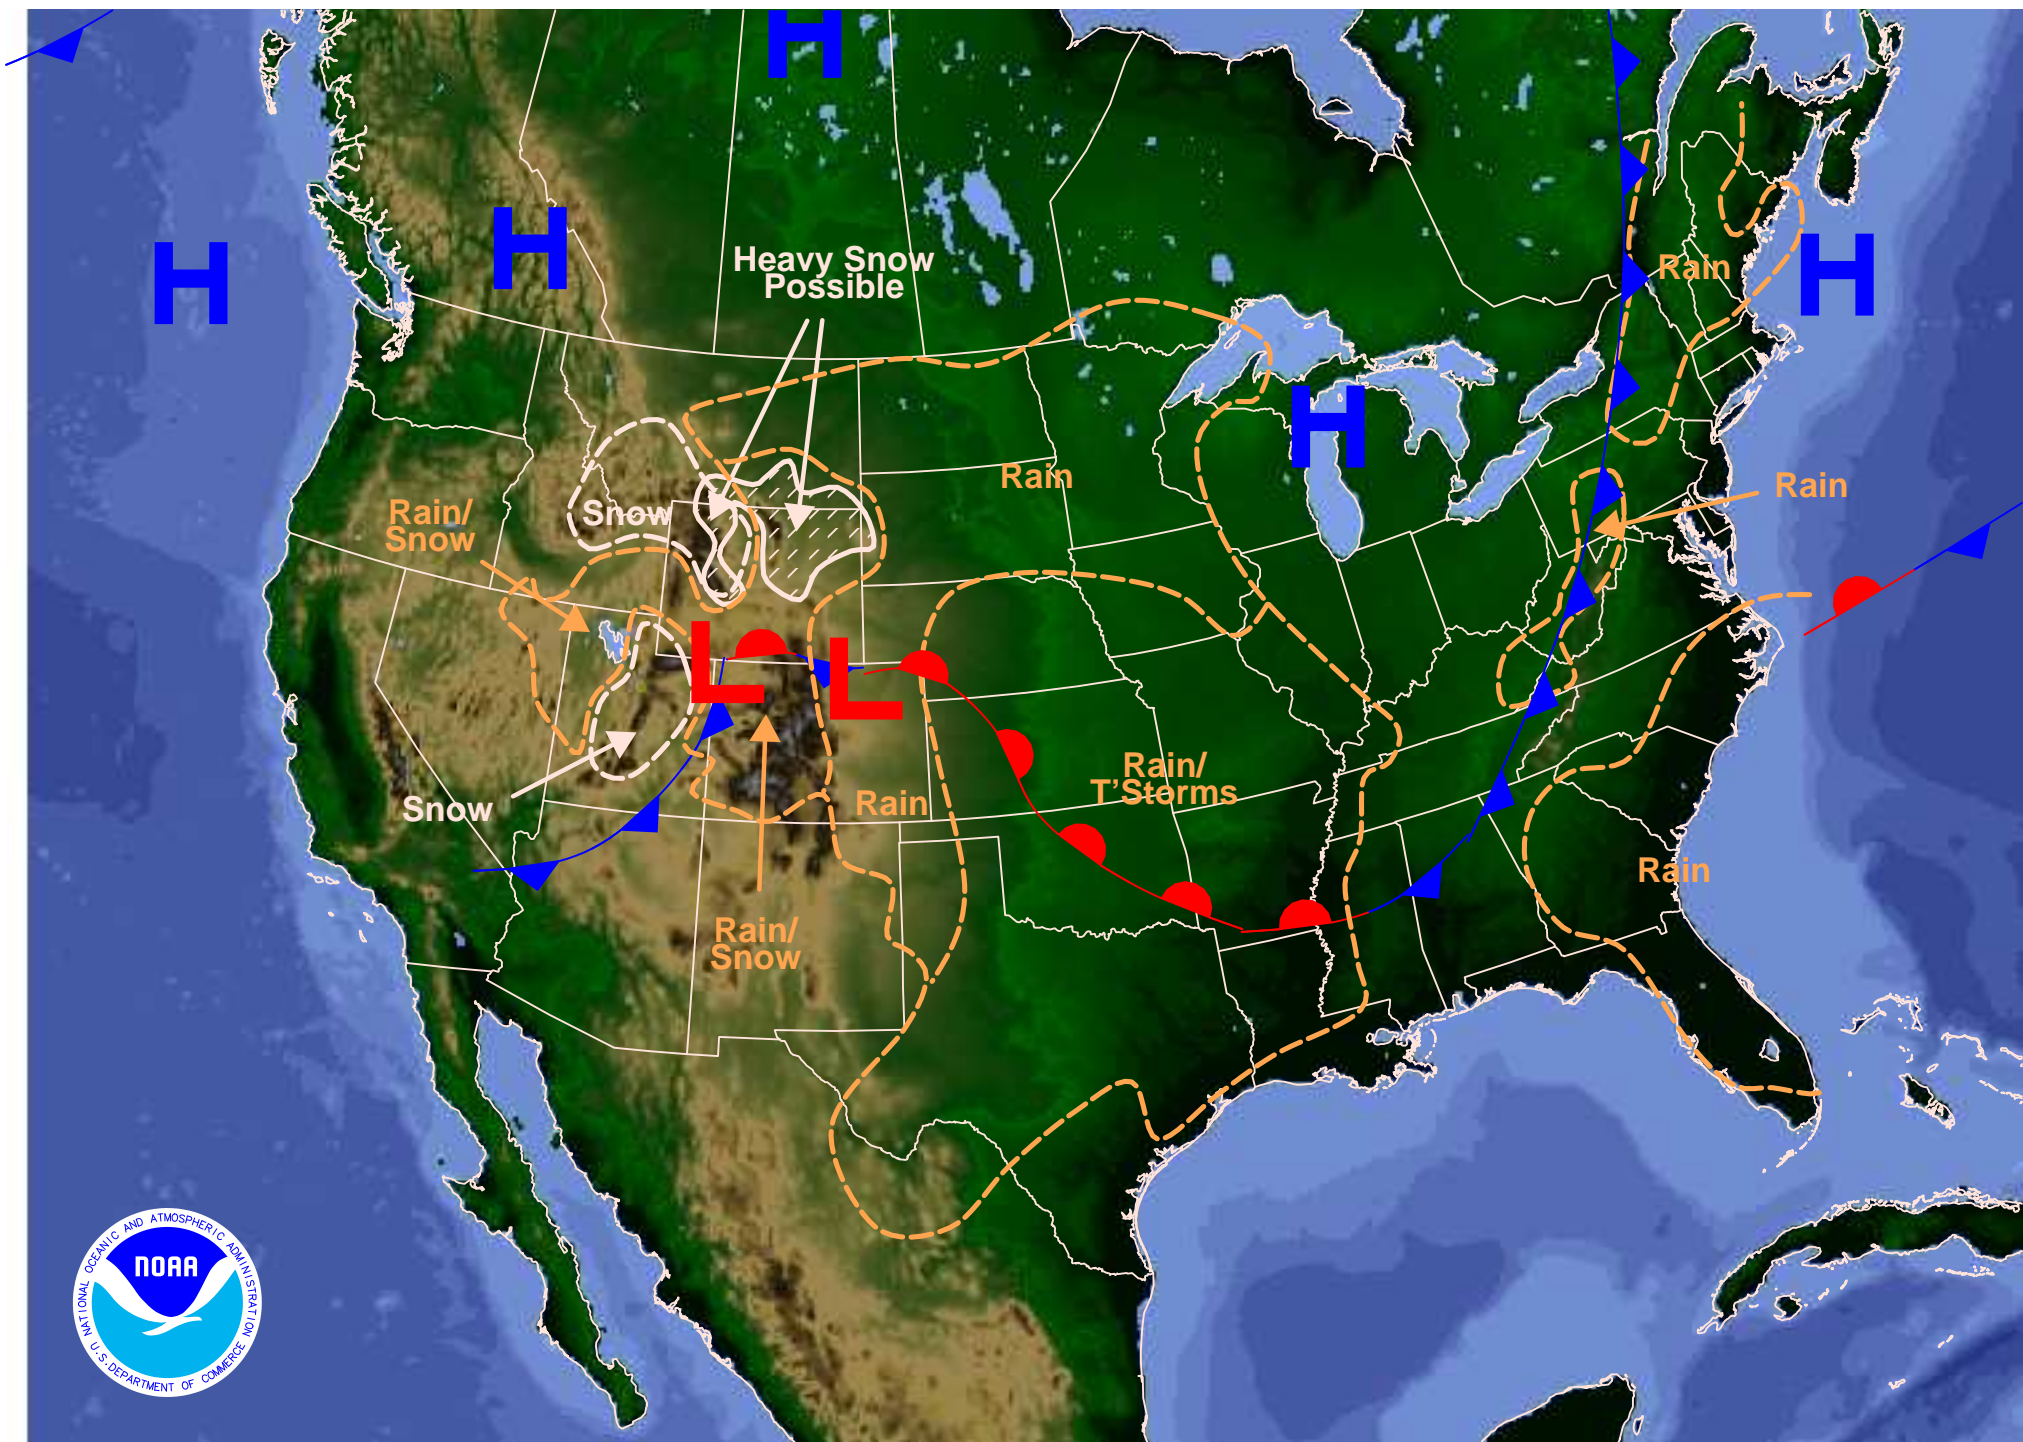 H
H
H
Heavy Snow
Possible
Rain
H
H
Rain
Rain
Rain/
Snow
Snow
L
L
Rain/
T'Storms
Snow
Rain
Rain
Rain/
Snow
NATIONAL OCEANIC AND ATMOSPHERIC ADMINISTRATION
NOAA
U.S. DEPARTMENT OF COMMERCE